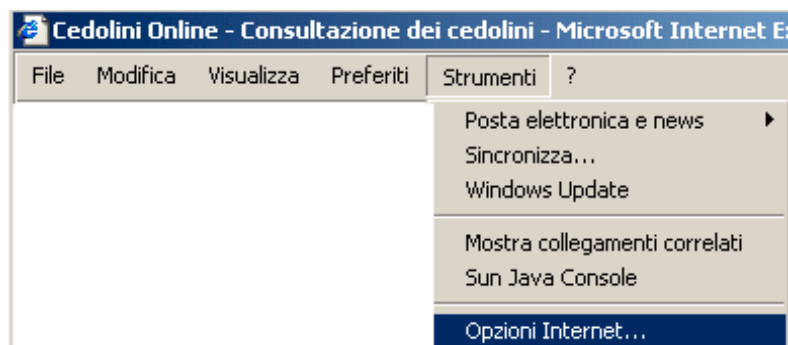 Cedolini Online - Consultazione dei cedolini - Microsoft Internet E
File Modifica Visualizza Preferiti Strumenti ?
Posta elettronica e news
Sincronizza...
Windows Update
Mostra collegamenti correlati
Sun Java Console
Opzioni Internet...